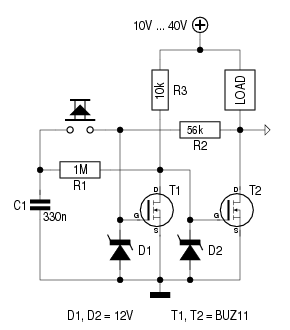 10V ... 40V
10k
R3
LOAD
56k
R2
1M
R1
C1
330n
T1
T2
D
D
G
G
S
S
D1
D2
D1, D2 = 12V T1, T2 = BUZ11